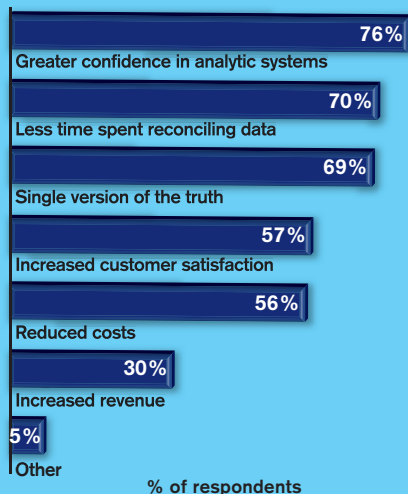 76%
Greater confidence in analytic systems
70%
Less time spent reconciling data
69%
Single version of the truth
57%
Increased customer satisfaction
56%
Reduced costs
30%
Increased revenue
5%
Other
% of respondents